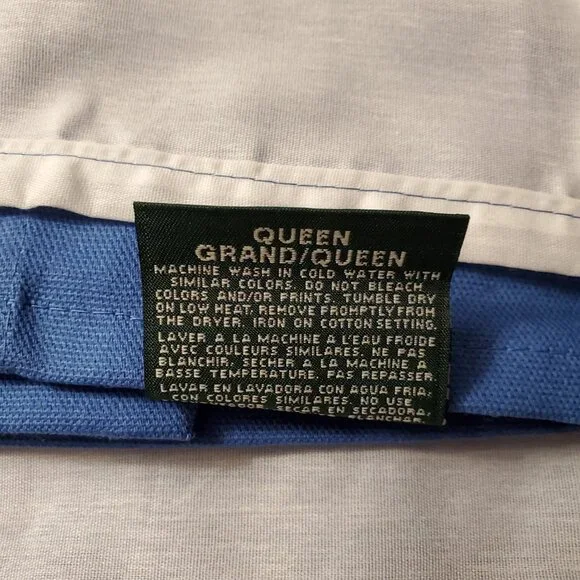 QUEEN
GRAND/QUEEN
MACHINE WASH IN COLD WATER WITH
SIMILAR COLORS. DO NOT BLEACH
COLORS AND/OR PRINTS. TUMBLE DRY
ON LOW HEAT. REMOVE PROMPTLY FROM
THE DRYER. IRON ON COTTON SETTING.
LAVER A LA MACHINE A L'EAU FROIDE
AVEC COULEURS SIMILARES. NE PAS
BLANCHIR. SECHER A LA MACHINE A
BASSE TEMPERATURE. PAS REPASSER.
LAVAR EN LAVADORA CON AGUA FRIA;
CON COLORES SIMILARES. NO USE
SECAR EN SECADORA,